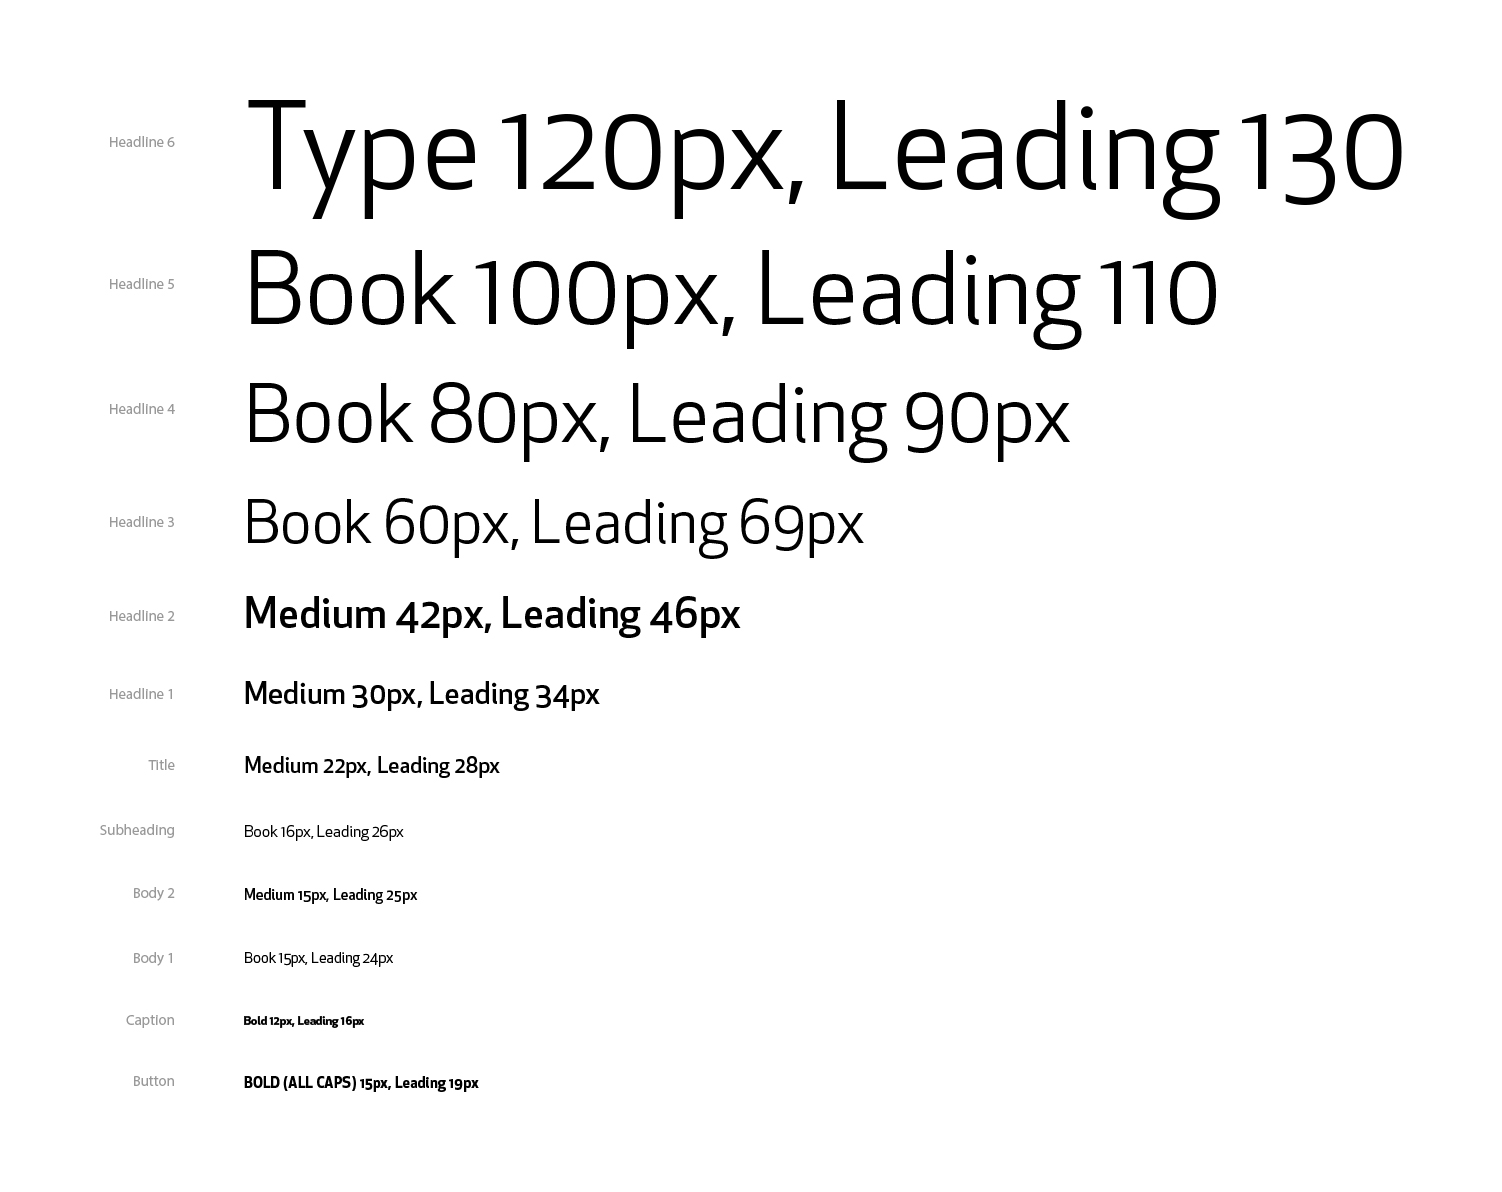 Headline 6 Type 120px, Leading 130
Headline 5 Book 100px, Leading 110
Headline 4 Book 80px, Leading 90px
Headline 3 Book 60px, Leading 69px
Headline 2 Medium 42px, Leading 46px
Headline 1 Medium 30px, Leading 34px
Title Medium 22px, Leading 28px
Subheading Book 16px, Leading 26px
Body 2 Medium 15px, Leading 25px
Body 1 Book 15px, Leading 24px
Caption Bold 12px, Leading 16px
Button BOLD (ALL CAPS) 15px, Leading 19px